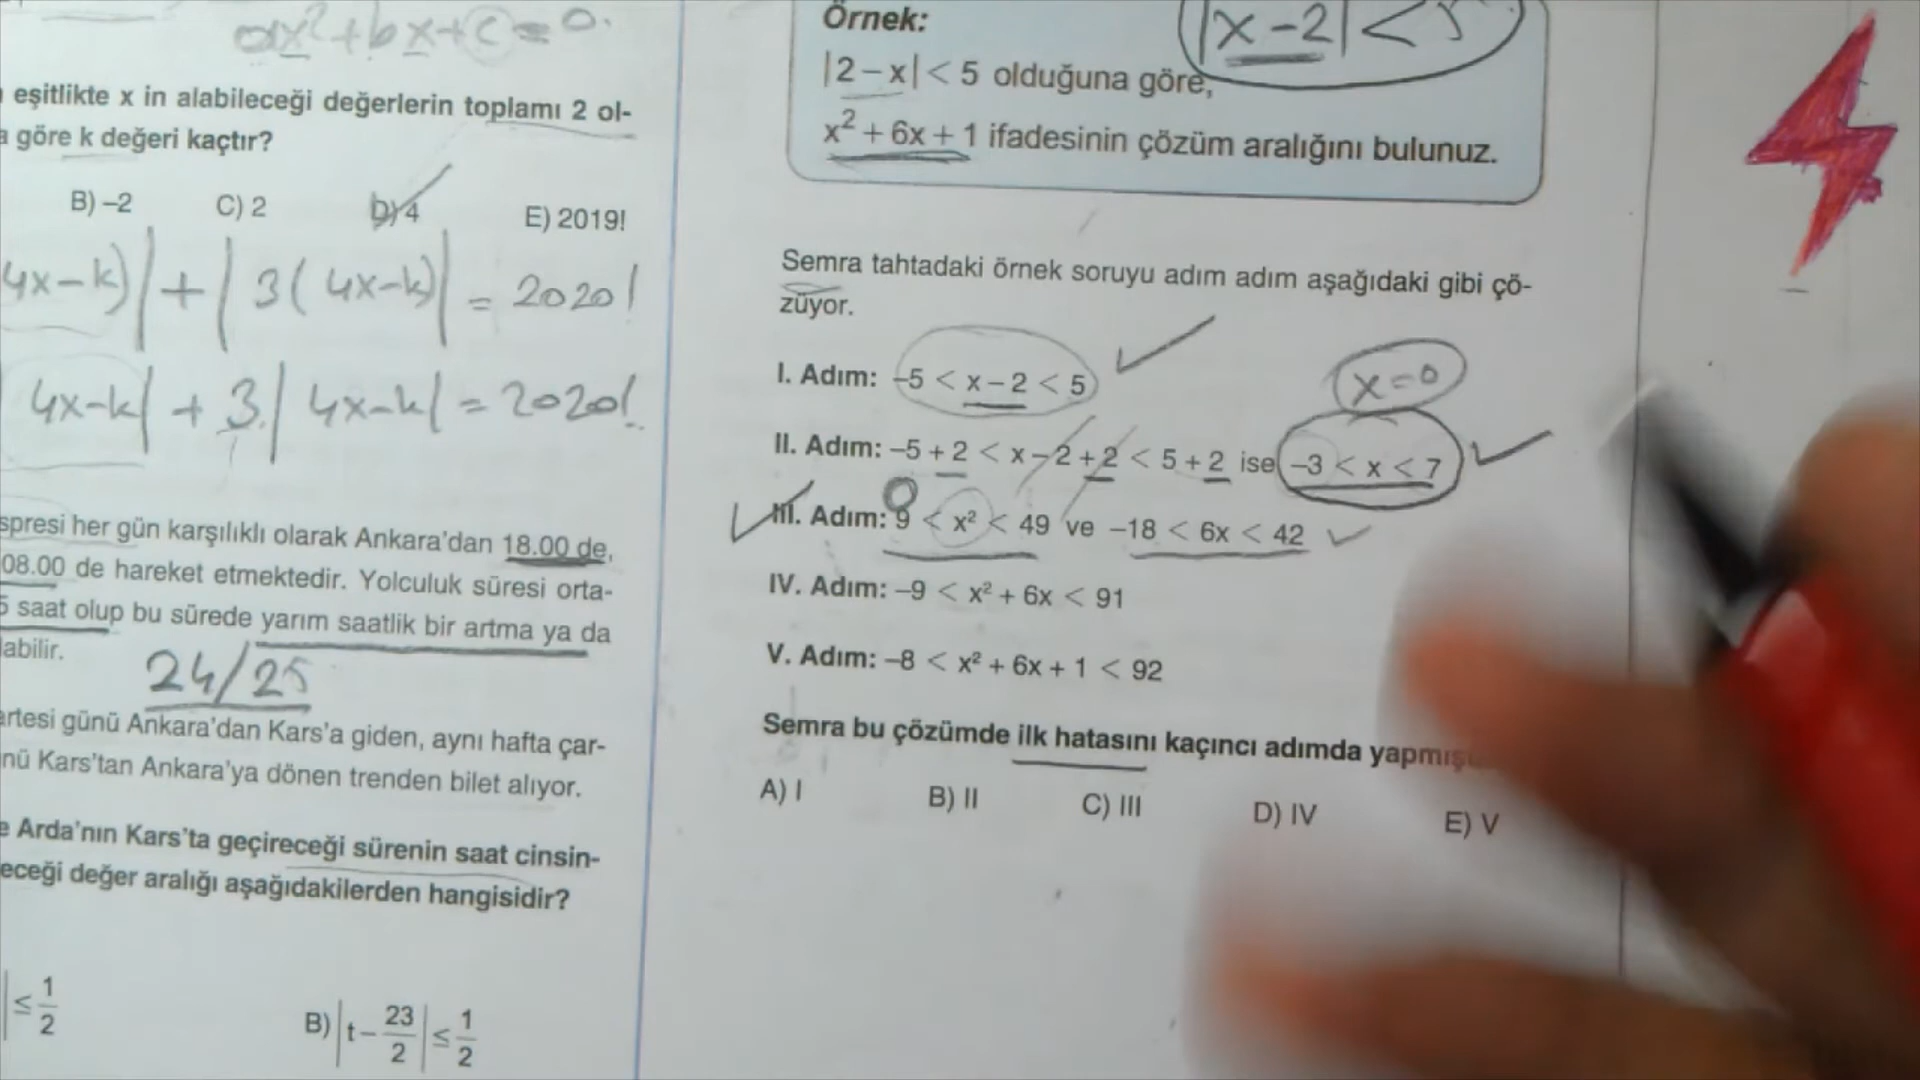 ax²+bx+c=0.
eşitlikte x in alabileceği değerlerin toplamı 2 ol-
a göre k değeri kaçtır?
B) –2 C) 2 D) 4 E) 2019!
4x-k)|+|3(4x-k)| = 2020!
4x-k|+3.|4x-k| = 2020!
spresi her gün karşılıklı olarak Ankara'dan 18.00 de,
08.00 de hareket etmektedir. Yolculuk süresi orta-
5 saat olup bu sürede yarım saatlik bir artma ya da
labilir.
24/25
artesi günü Ankara'dan Kars'a giden, aynı hafta çar-
nü Kars'tan Ankara'ya dönen trenden bilet alıyor.
e Arda'nın Kars'ta geçireceği sürenin saat cinsin-
eceği değer aralığı aşağıdakilerden hangisidir?
| ≤ 1/2 B) |t – 23/2| ≤ 1/2
Örnek:
|x-2|<5
|2 – x| < 5 olduğuna göre,
x² + 6x + 1 ifadesinin çözüm aralığını bulunuz.
Semra tahtadaki örnek soruyu adım adım aşağıdaki gibi çö-
züyor.
I. Adım: –5 < x – 2 < 5
x=0
II. Adım: –5 + 2 < x – 2 + 2 < 5 + 2 ise –3 < x < 7
0
III. Adım: 9 < x² < 49 ve –18 < 6x < 42
IV. Adım: –9 < x² + 6x < 91
V. Adım: –8 < x² + 6x + 1 < 92
Semra bu çözümde ilk hatasını kaçıncı adımda yapmış
A) I B) II C) III D) IV E) V